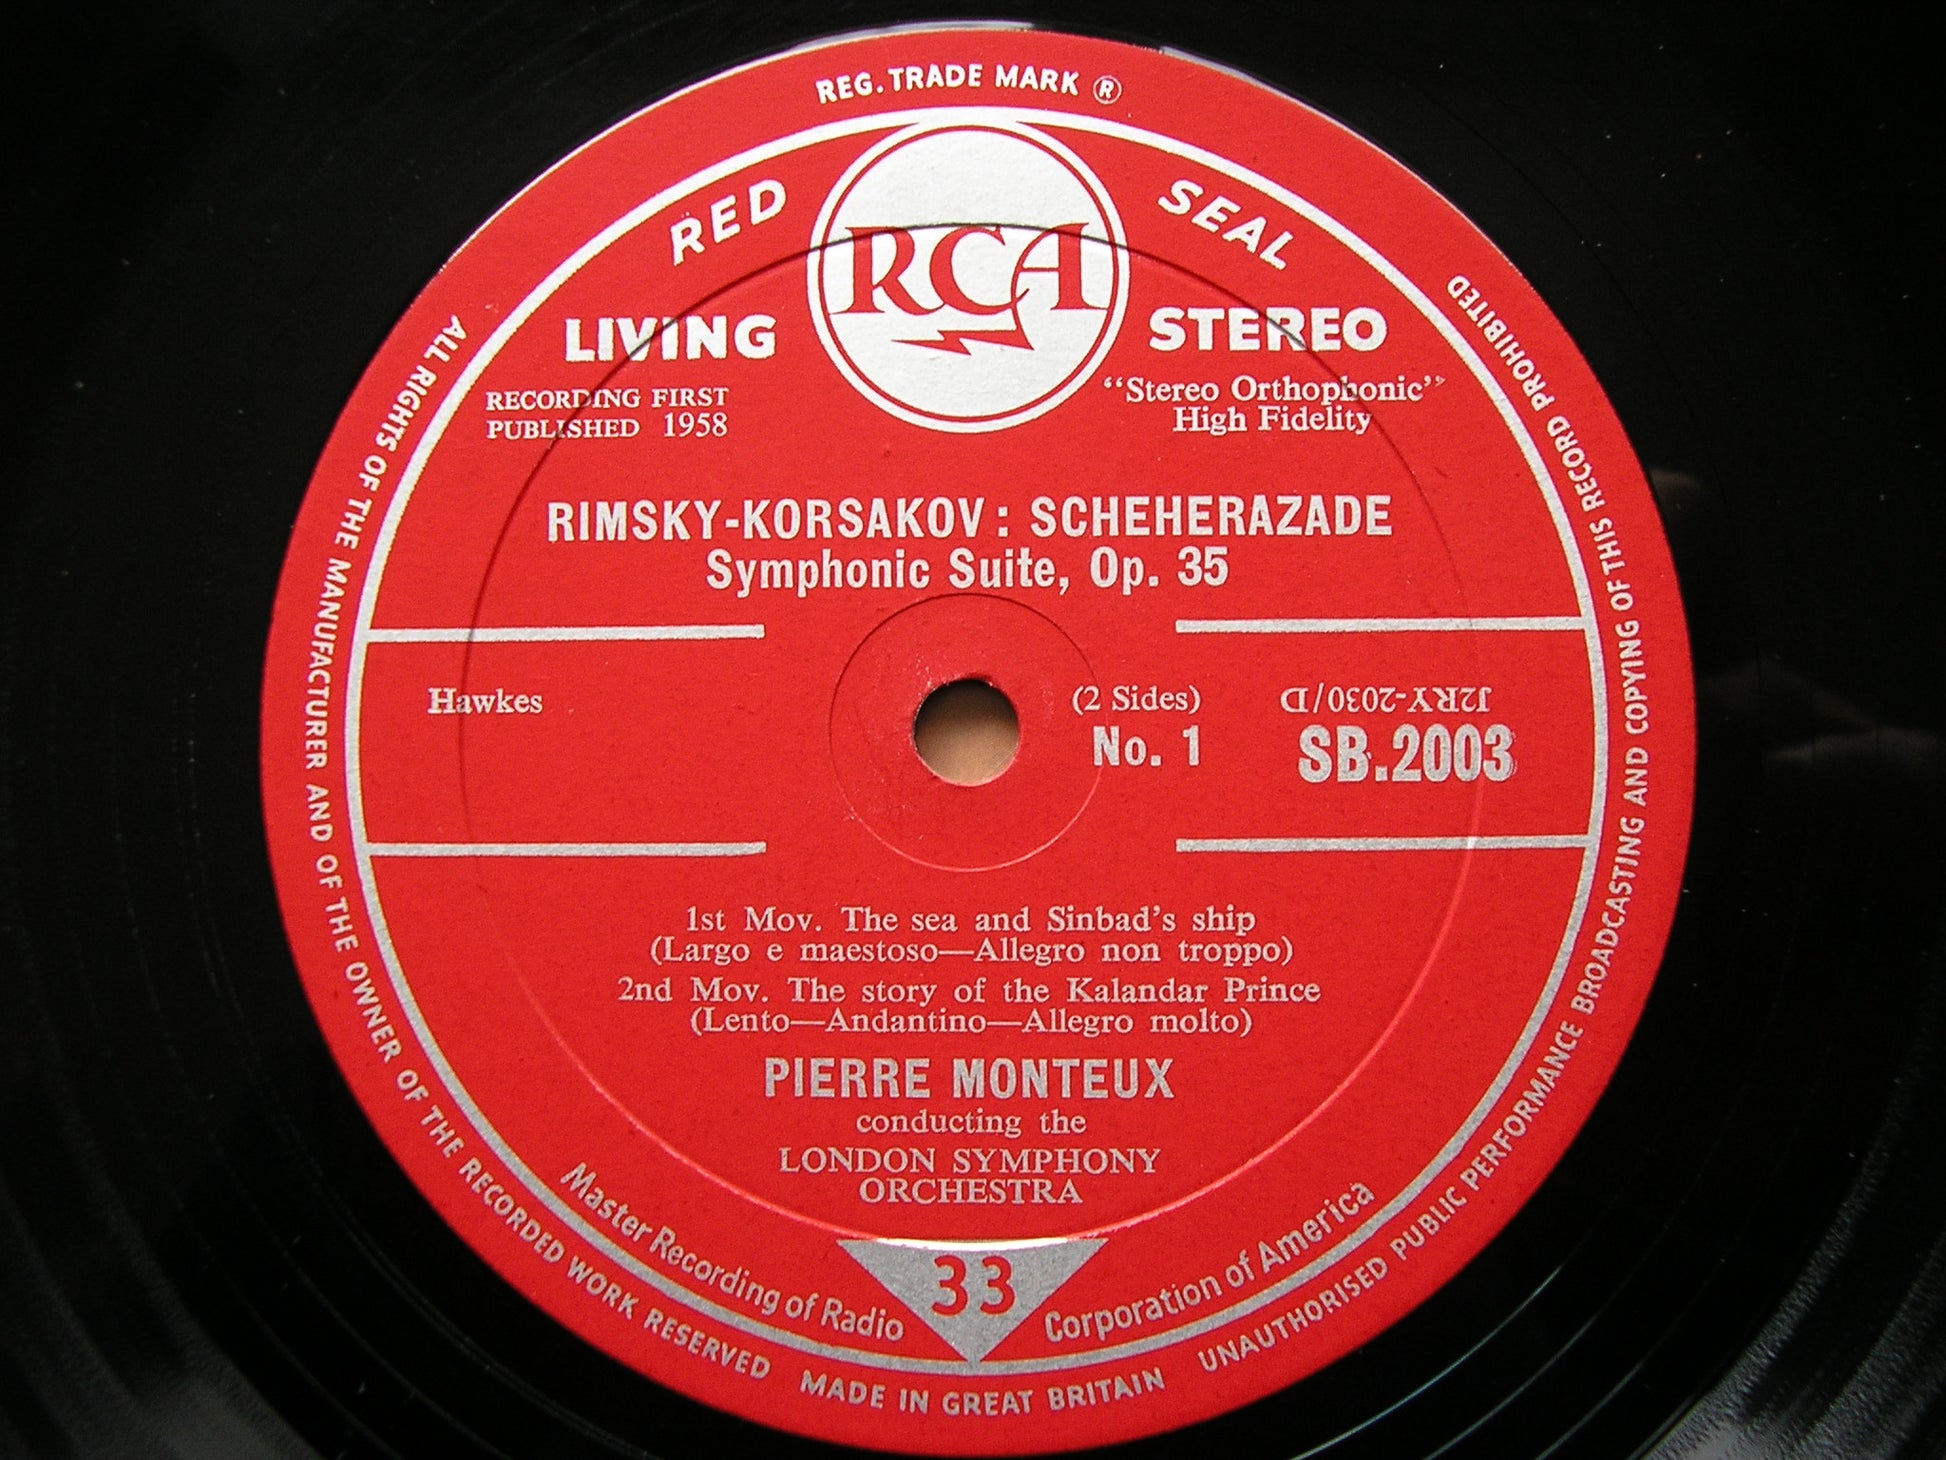 REG. TRADE MARK ®
RED SEAL
RCA
LIVING STEREO
RECORDING FIRST
PUBLISHED 1958
"Stereo Orthophonic"
High Fidelity
RIMSKY-KORSAKOV: SCHEHERAZADE
Symphonic Suite, Op. 35
Hawkes
(2 Sides)
No. 1
J2RY-2030/D
SB.2003
1st Mov. The sea and Sinbad's ship
(Largo e maestoso—Allegro non troppo)
2nd Mov. The story of the Kalandar Prince
(Lento—Andantino—Allegro molto)
PIERRE MONTEUX
conducting the
LONDON SYMPHONY
ORCHESTRA
33
Master Recording of Radio Corporation of America
ALL RIGHTS OF THE MANUFACTURER AND OF THE OWNER OF THE RECORDED WORK RESERVED
MADE IN GREAT BRITAIN
UNAUTHORISED PUBLIC PERFORMANCE BROADCASTING AND COPYING OF THIS RECORD PROHIBITED